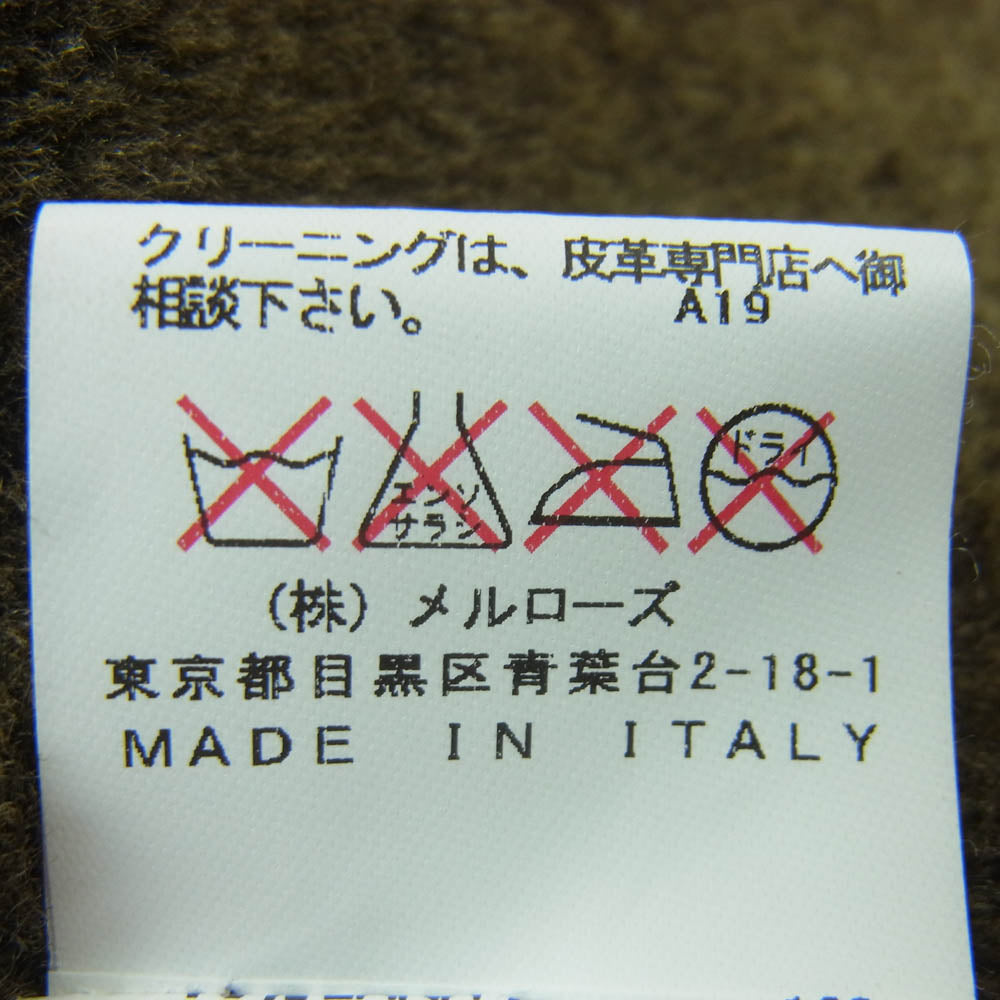 クリーニングは、皮革専門店へ御
相談下さい。 A19
エンソ
サラシ
ドライ
(株) メルローズ
東京都目黒区青葉台2-18-1
MADE IN ITALY